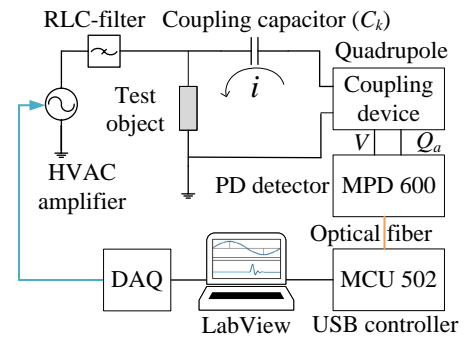 RLC-filter
Coupling capacitor (Ck)
Quadrupole
Coupling
device
i
Test
object
V
Qa
HVAC
amplifier
PD detector
MPD 600
Optical fiber
DAQ
MCU 502
LabView
USB controller